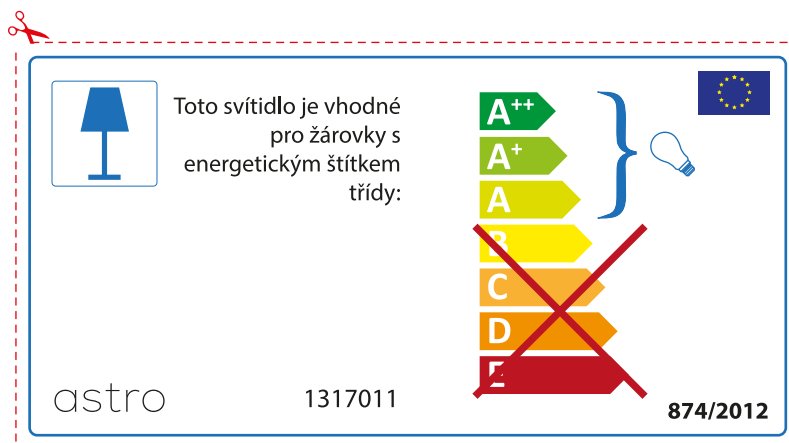 Toto svítidlo je vhodné
pro žárovky s
energetickým štítkem
třídy:
A++
A+
A
B
C
D
E
astro
1317011
874/2012